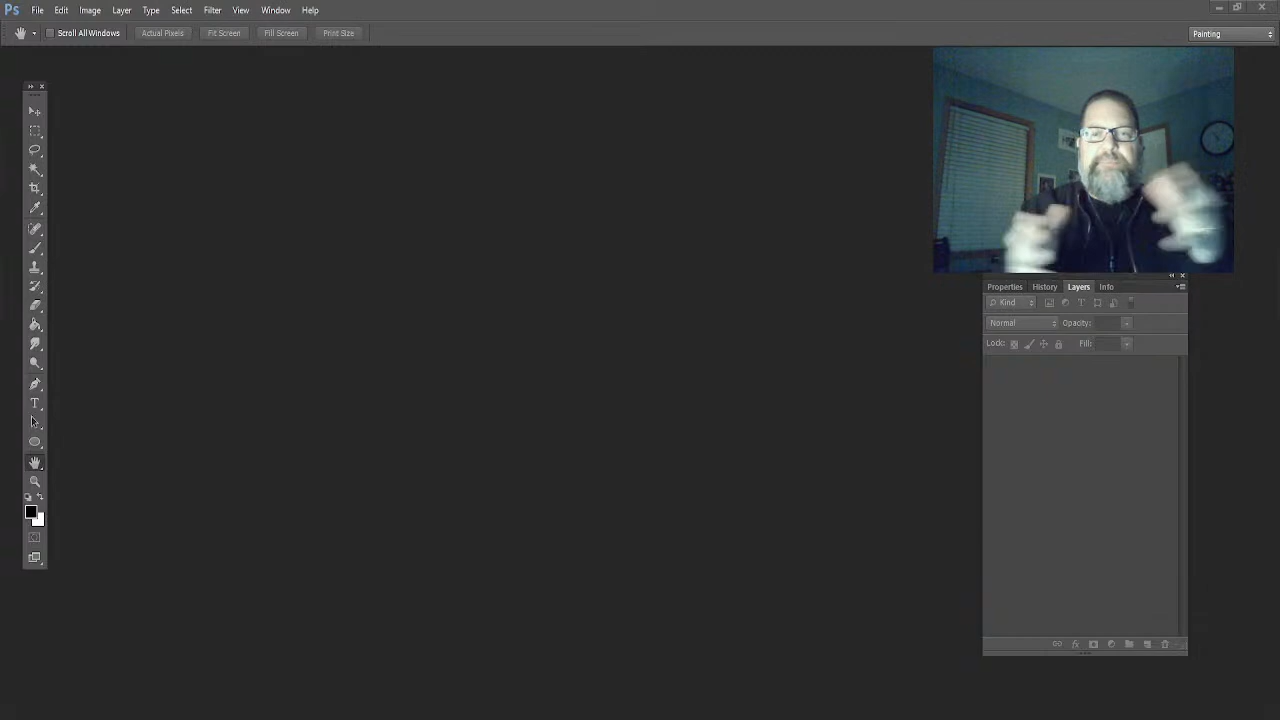 Ps File Edit Image Layer Type Select Filter View Window Help
Scroll All Windows Actual Pixels Fit Screen Fill Screen Print Size Painting
T
Properties History Layers Info
Kind T
Normal Opacity:
Lock: Fill:
fx